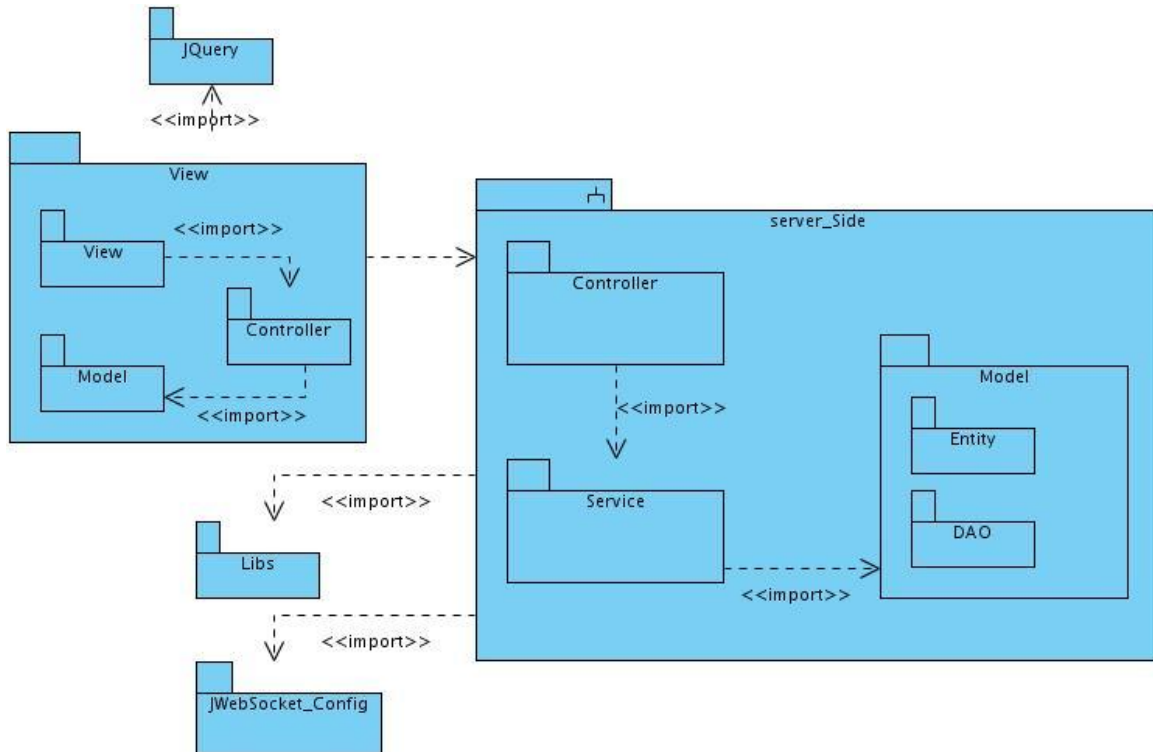 JQuery
<<import>>
View
View
<<import>>
Controller
Model
<<import>>
server_Side
Controller
<<import>>
Service
<<import>>
Model
Entity
DAO
<<import>>
Libs
<<import>>
JWebSocket_Config